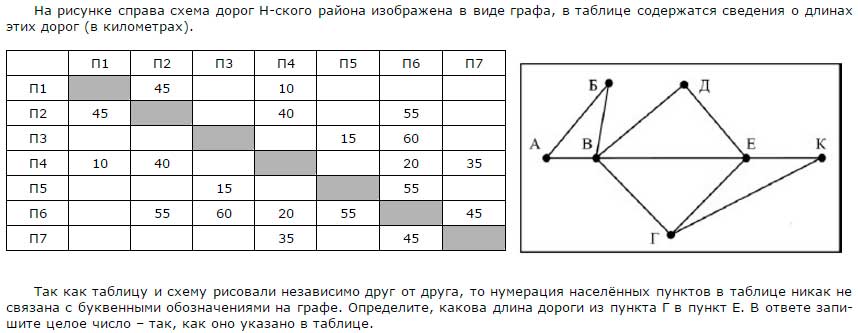 На рисунке справа схема дорог Н-ского района изображена в виде графа, в таблице содержатся сведения о длинах
этих дорог (в километрах).
П1 П2 П3 П4 П5 П6 П7
П1 45 10
П2 45 40 55
П3 15 60
П4 10 40 20 35
П5 15 55
П6 55 60 20 55 45
П7 35 45
Б Д
А В Е К
Г
Так как таблицу и схему рисовали независимо друг от друга, то нумерация населённых пунктов в таблице никак не
связана с буквенными обозначениями на графе. Определите, какова длина дороги из пункта Г в пункт Е. В ответе запи-
шите целое число – так, как оно указано в таблице.